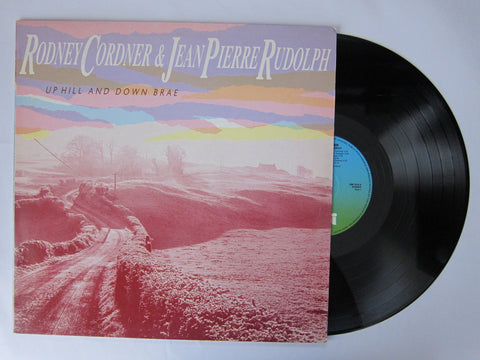 RODNEY CORDNER & JEAN PIERRE RUDOLPH
UP HILL AND DOWN BRAE